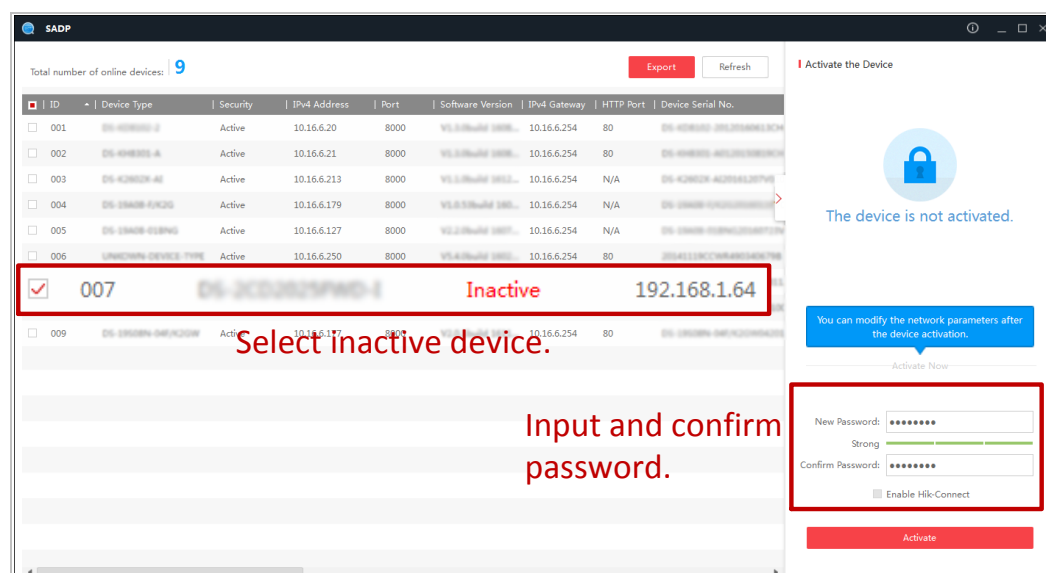 SADP
Total number of online devices: 9
Export
Refresh
ID Device Type Security IPv4 Address Port Software Version IPv4 Gateway HTTP Port Device Serial No.
001 Active 10.16.6.20 8000 10.16.6.254 80
002 Active 10.16.6.21 8000 10.16.6.254 80
003 Active 10.16.6.213 8000 10.16.6.254 N/A
004 Active 10.16.6.179 8000 10.16.6.254 N/A
005 Active 10.16.6.127 8000 10.16.6.254 N/A
006 Active 10.16.6.250 8000 10.16.6.254 80
007 Inactive 192.168.1.64
009 Active 8000 10.16.6.254 80
Select inactive device.
Input and confirm
password.
Activate the Device
The device is not activated.
You can modify the network parameters after
the device activation.
Activate Now
New Password: ••••••••
Strong
Confirm Password: ••••••••
Enable Hik-Connect
Activate